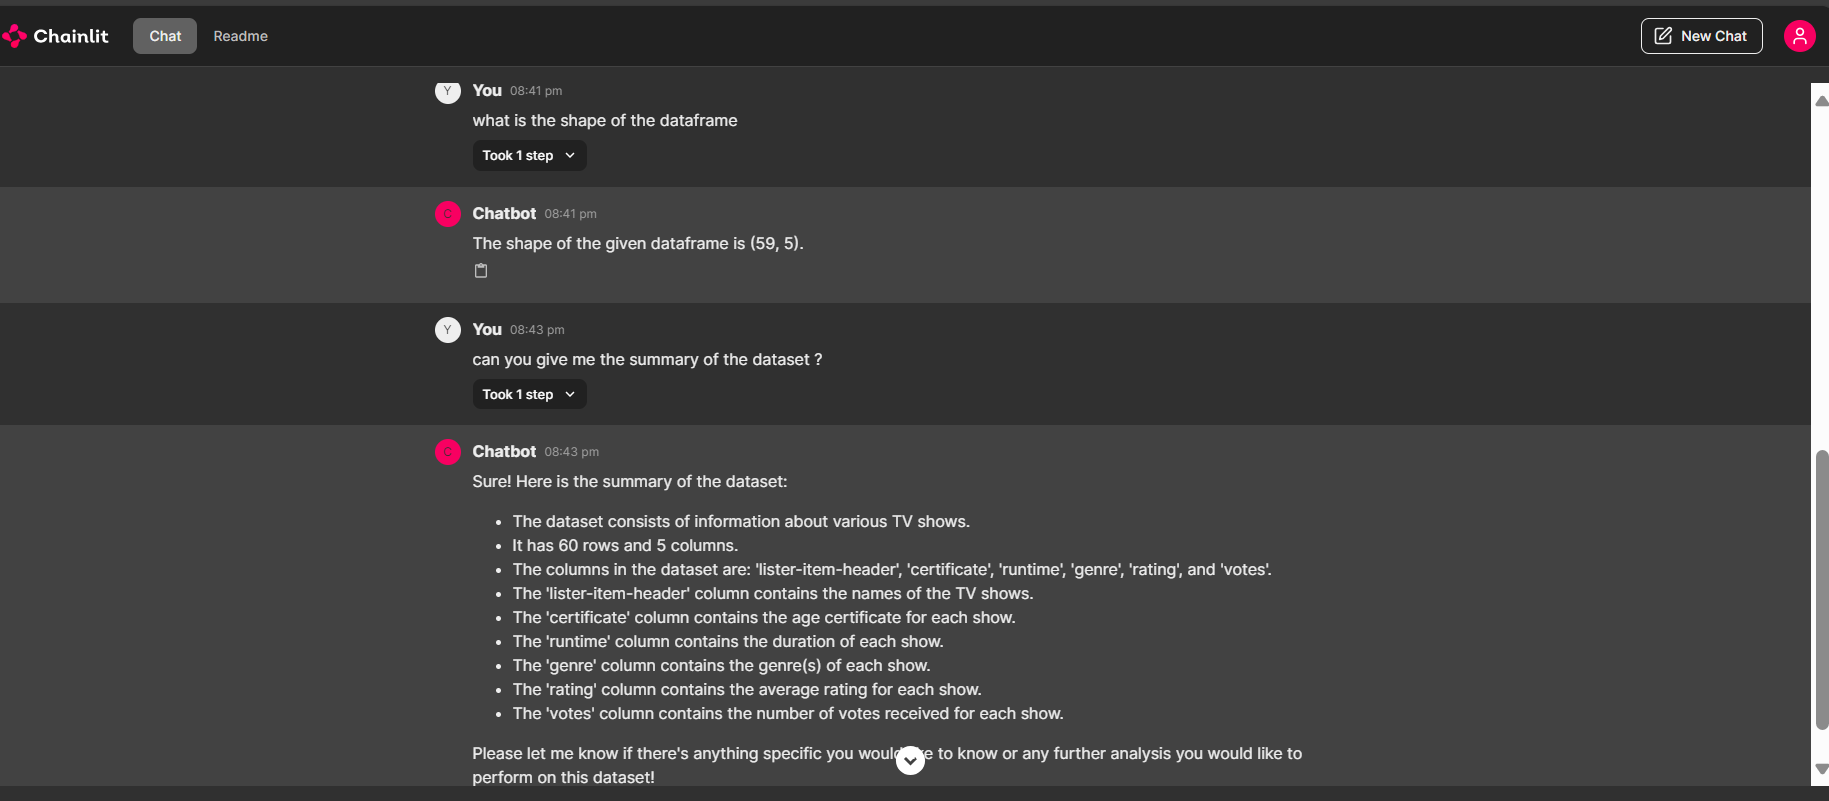 Chainlit Chat Readme New Chat
Y You 08:41 pm
what is the shape of the dataframe
Took 1 step
C Chatbot 08:41 pm
The shape of the given dataframe is (59, 5).
Y You 08:43 pm
can you give me the summary of the dataset ?
Took 1 step
C Chatbot 08:43 pm
Sure! Here is the summary of the dataset:
• The dataset consists of information about various TV shows.
• It has 60 rows and 5 columns.
• The columns in the dataset are: 'lister-item-header', 'certificate', 'runtime', 'genre', 'rating', and 'votes'.
• The 'lister-item-header' column contains the names of the TV shows.
• The 'certificate' column contains the age certificate for each show.
• The 'runtime' column contains the duration of each show.
• The 'genre' column contains the genre(s) of each show.
• The 'rating' column contains the average rating for each show.
• The 'votes' column contains the number of votes received for each show.
Please let me know if there's anything specific you to know or any further analysis you would like to
perform on this dataset!